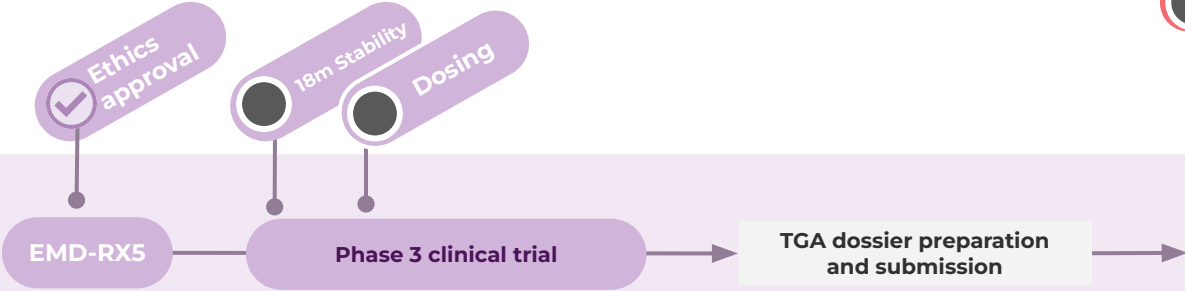 Ethics
approval
18m Stability
Dosing
EMD-RX5
Phase 3 clinical trial
TGA dossier preparation
and submission